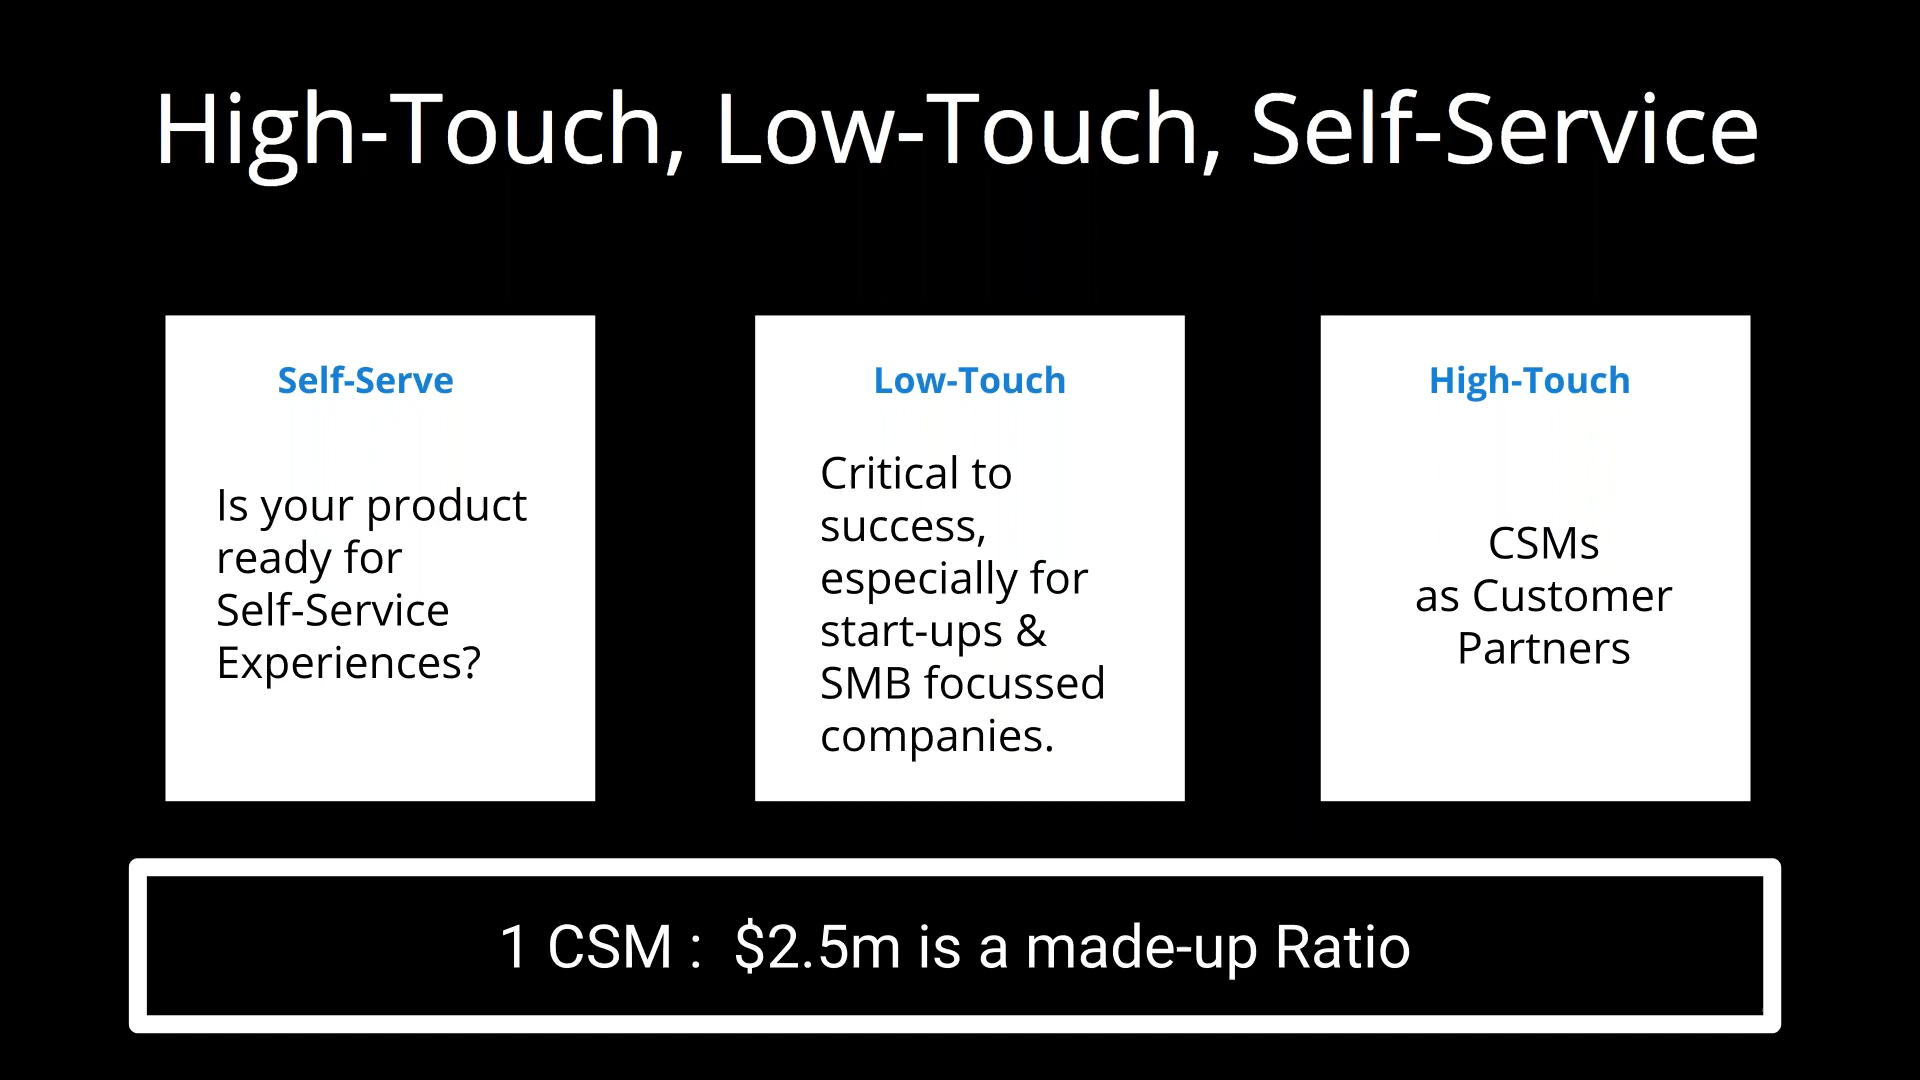 High-Touch, Low-Touch, Self-Service
Self-Serve
Is your product
ready for
Self-Service
Experiences?
Low-Touch
Critical to
success,
especially for
start-ups &
SMB focussed
companies.
High-Touch
CSMs
as Customer
Partners
1 CSM :  $2.5m is a made-up Ratio